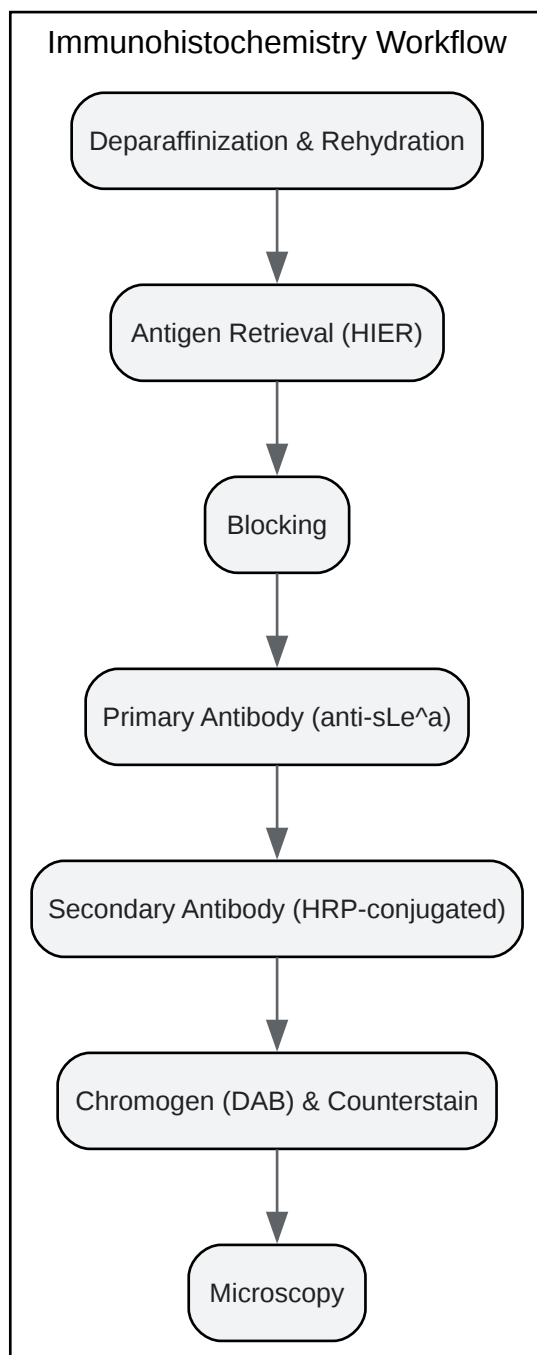 Immunohistochemistry Workflow
Deparaffinization & Rehydration
Antigen Retrieval (HIER)
Blocking
Primary Antibody (anti-sLe^a)
Secondary Antibody (HRP-conjugated)
Chromogen (DAB) & Counterstain
Microscopy